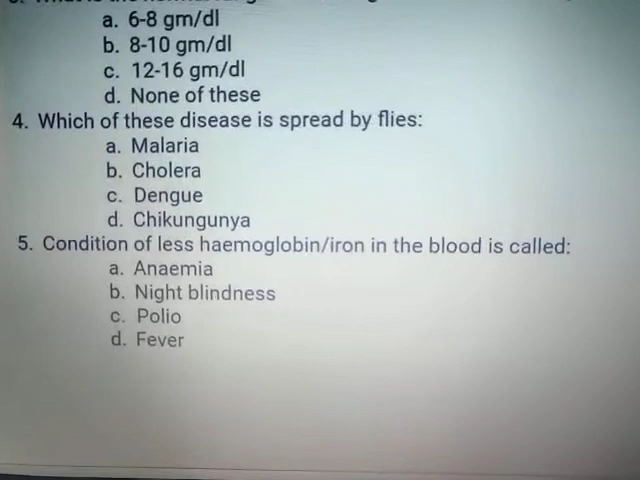 a. 6-8 gm/dl
b. 8-10 gm/dl
c. 12-16 gm/dl
d. None of these
4. Which of these disease is spread by flies:
a. Malaria
b. Cholera
c. Dengue
d. Chikungunya
5. Condition of less haemoglobin/iron in the blood is called:
a. Anaemia
b. Night blindness
c. Polio
d. Fever